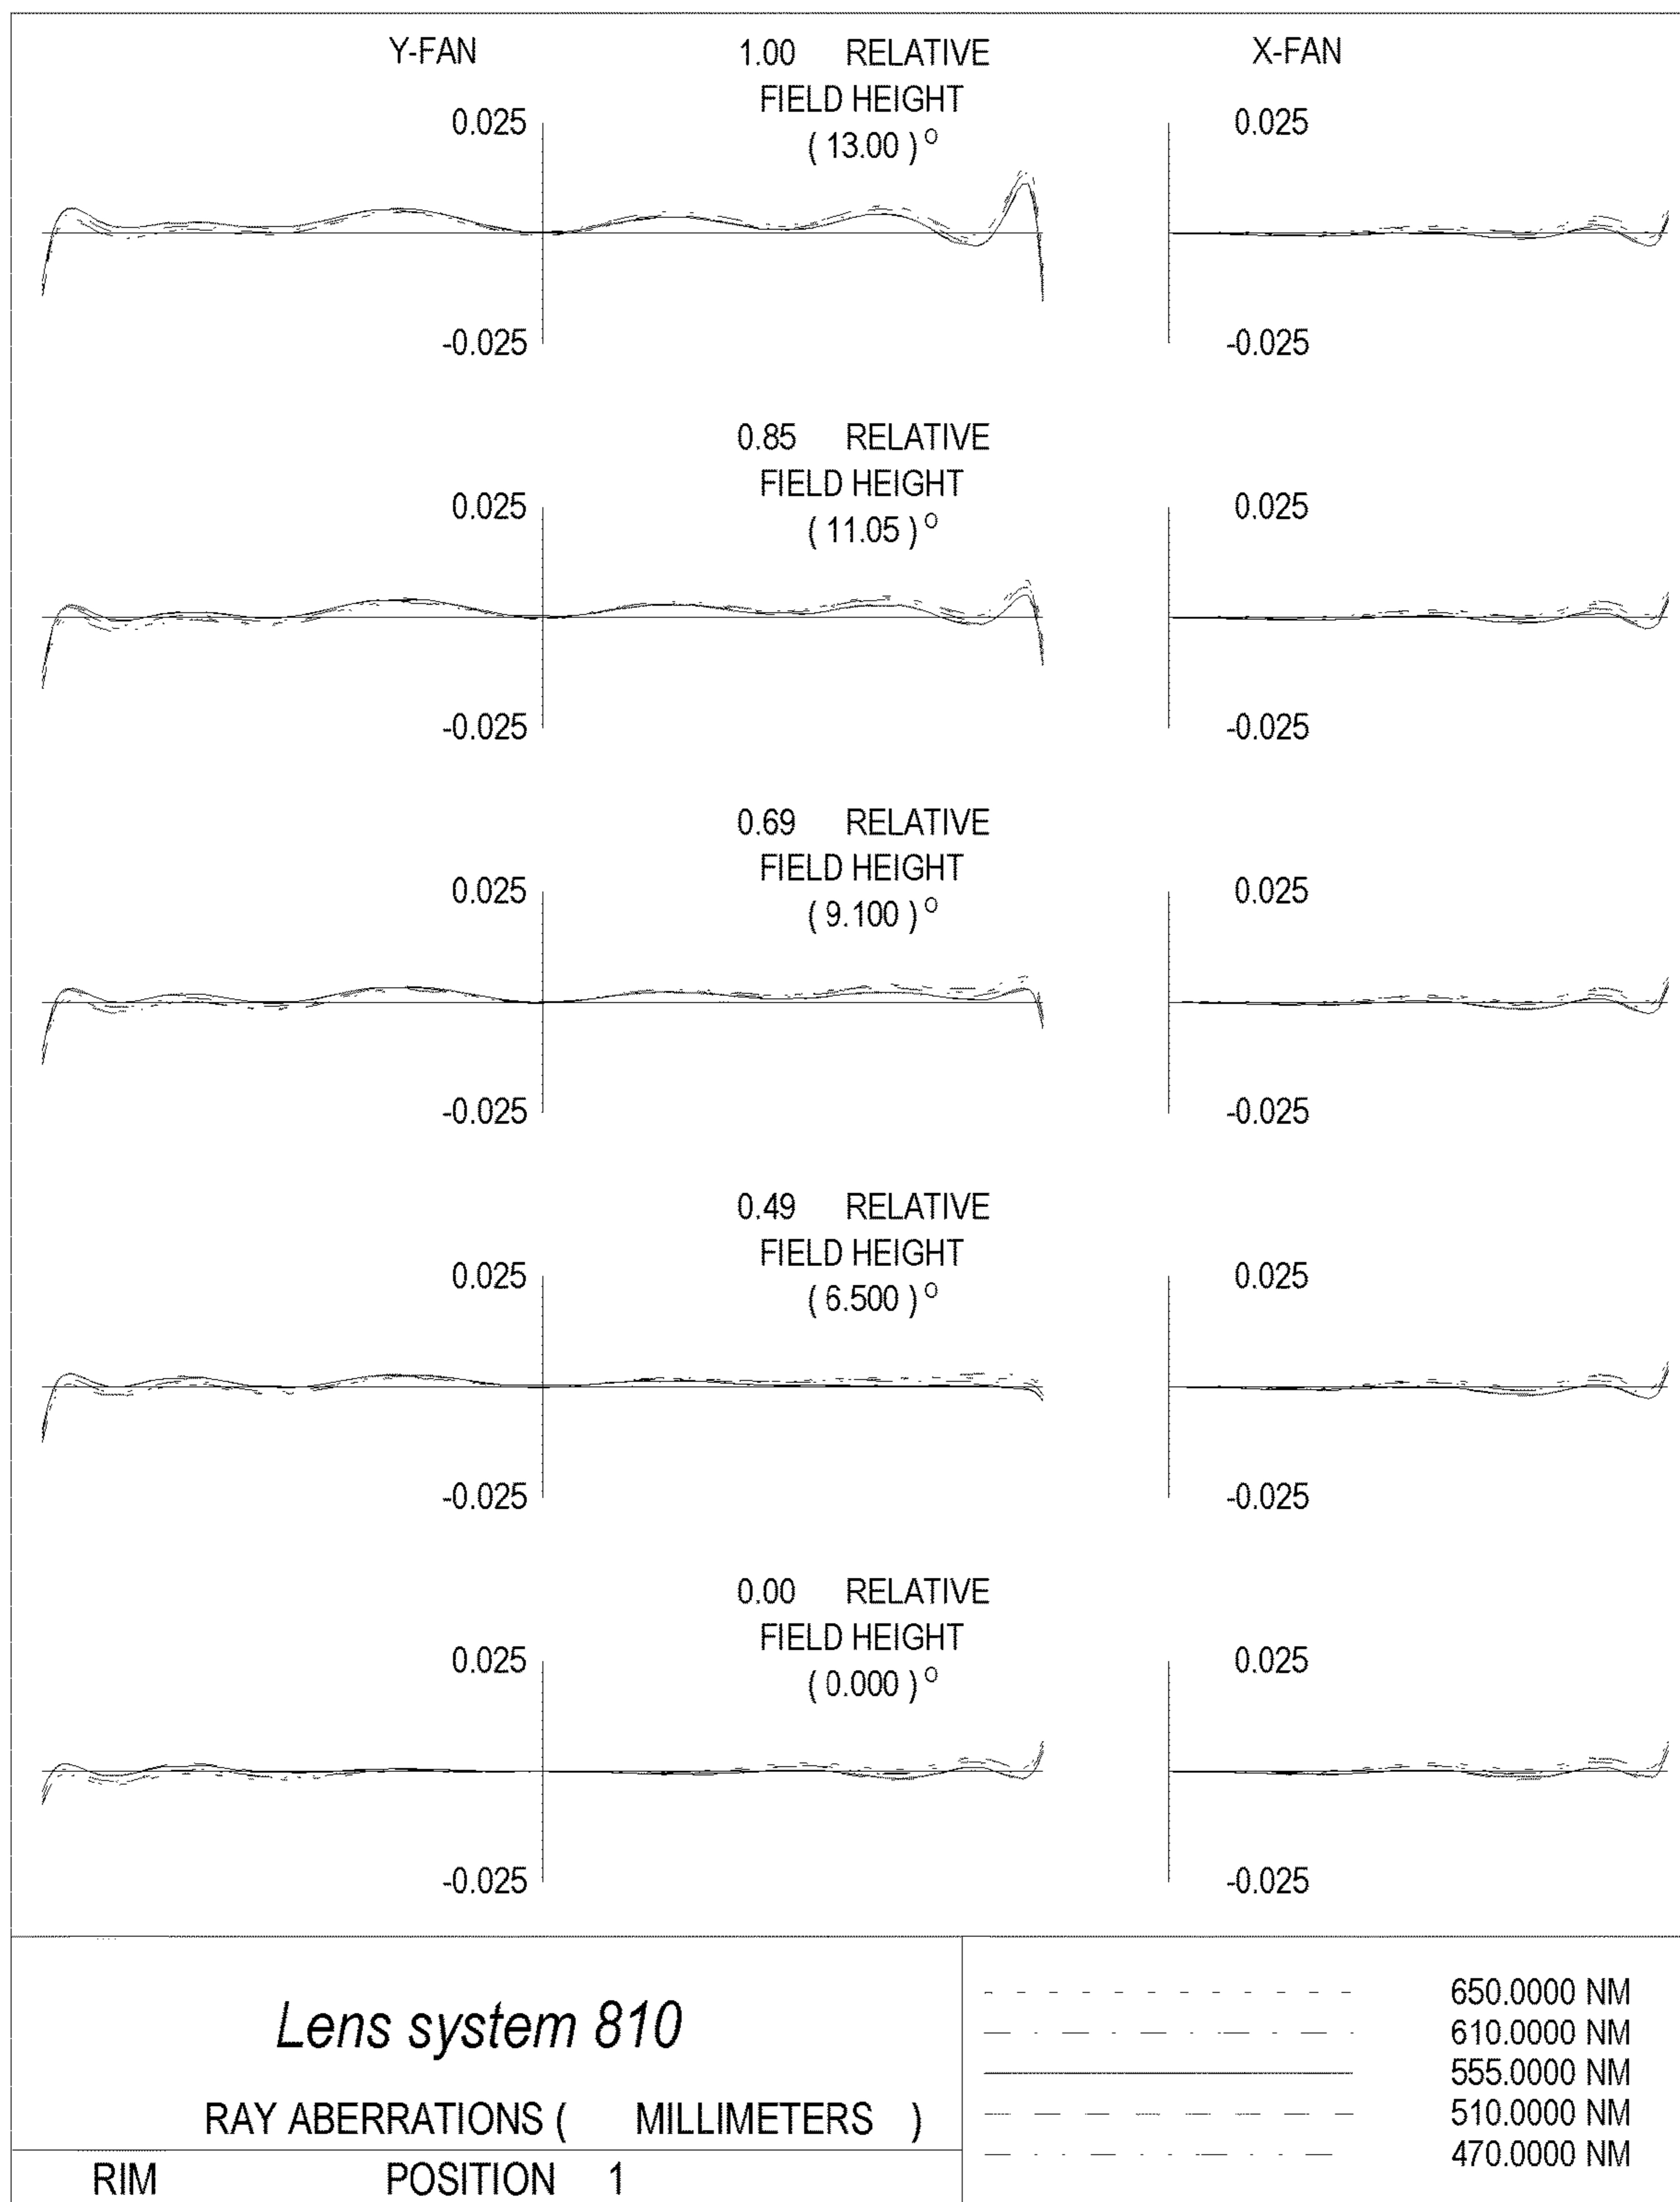 Y-FAN
1.00 RELATIVE
FIELD HEIGHT
( 13.00 )°
X-FAN
0.025
-0.025
0.025
-0.025
0.85 RELATIVE
FIELD HEIGHT
( 11.05 )°
0.025
-0.025
0.025
-0.025
0.69 RELATIVE
FIELD HEIGHT
( 9.100 )°
0.025
-0.025
0.025
-0.025
0.49 RELATIVE
FIELD HEIGHT
( 6.500 )°
0.025
-0.025
0.025
-0.025
0.00 RELATIVE
FIELD HEIGHT
( 0.000 )°
0.025
-0.025
0.025
-0.025
Lens system 810
RAY ABERRATIONS ( MILLIMETERS )
RIM POSITION 1
650.0000 NM
610.0000 NM
555.0000 NM
510.0000 NM
470.0000 NM